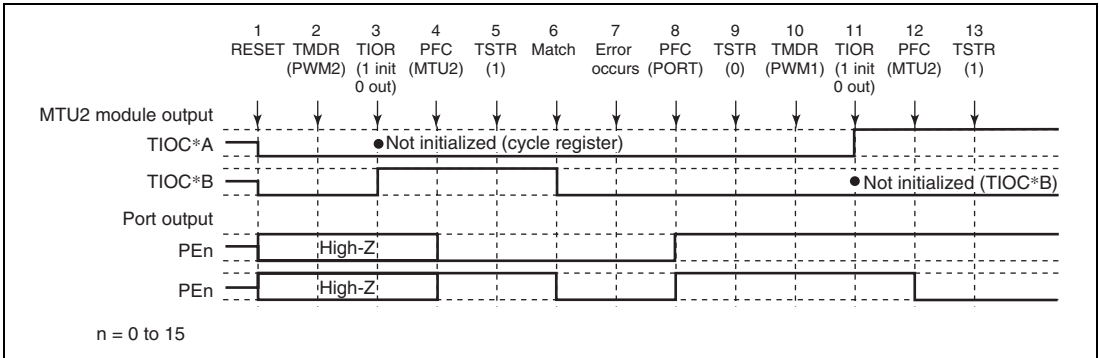 1 2 3 4 5 6 7 8 9 10 11 12 13
RESET TMDR TIOR PFC TSTR Match Error PFC TSTR TMDR TIOR PFC TSTR
(PWM2) (1 init (MTU2) (1) occurs (PORT) (0) (PWM1) (1 init (MTU2) (1)
0 out) 0 out)
MTU2 module output
TIOC*A ●Not initialized (cycle register)
TIOC*B ● Not initialized (TIOC*B)
Port output
PEn High-Z
PEn High-Z
n = 0 to 15